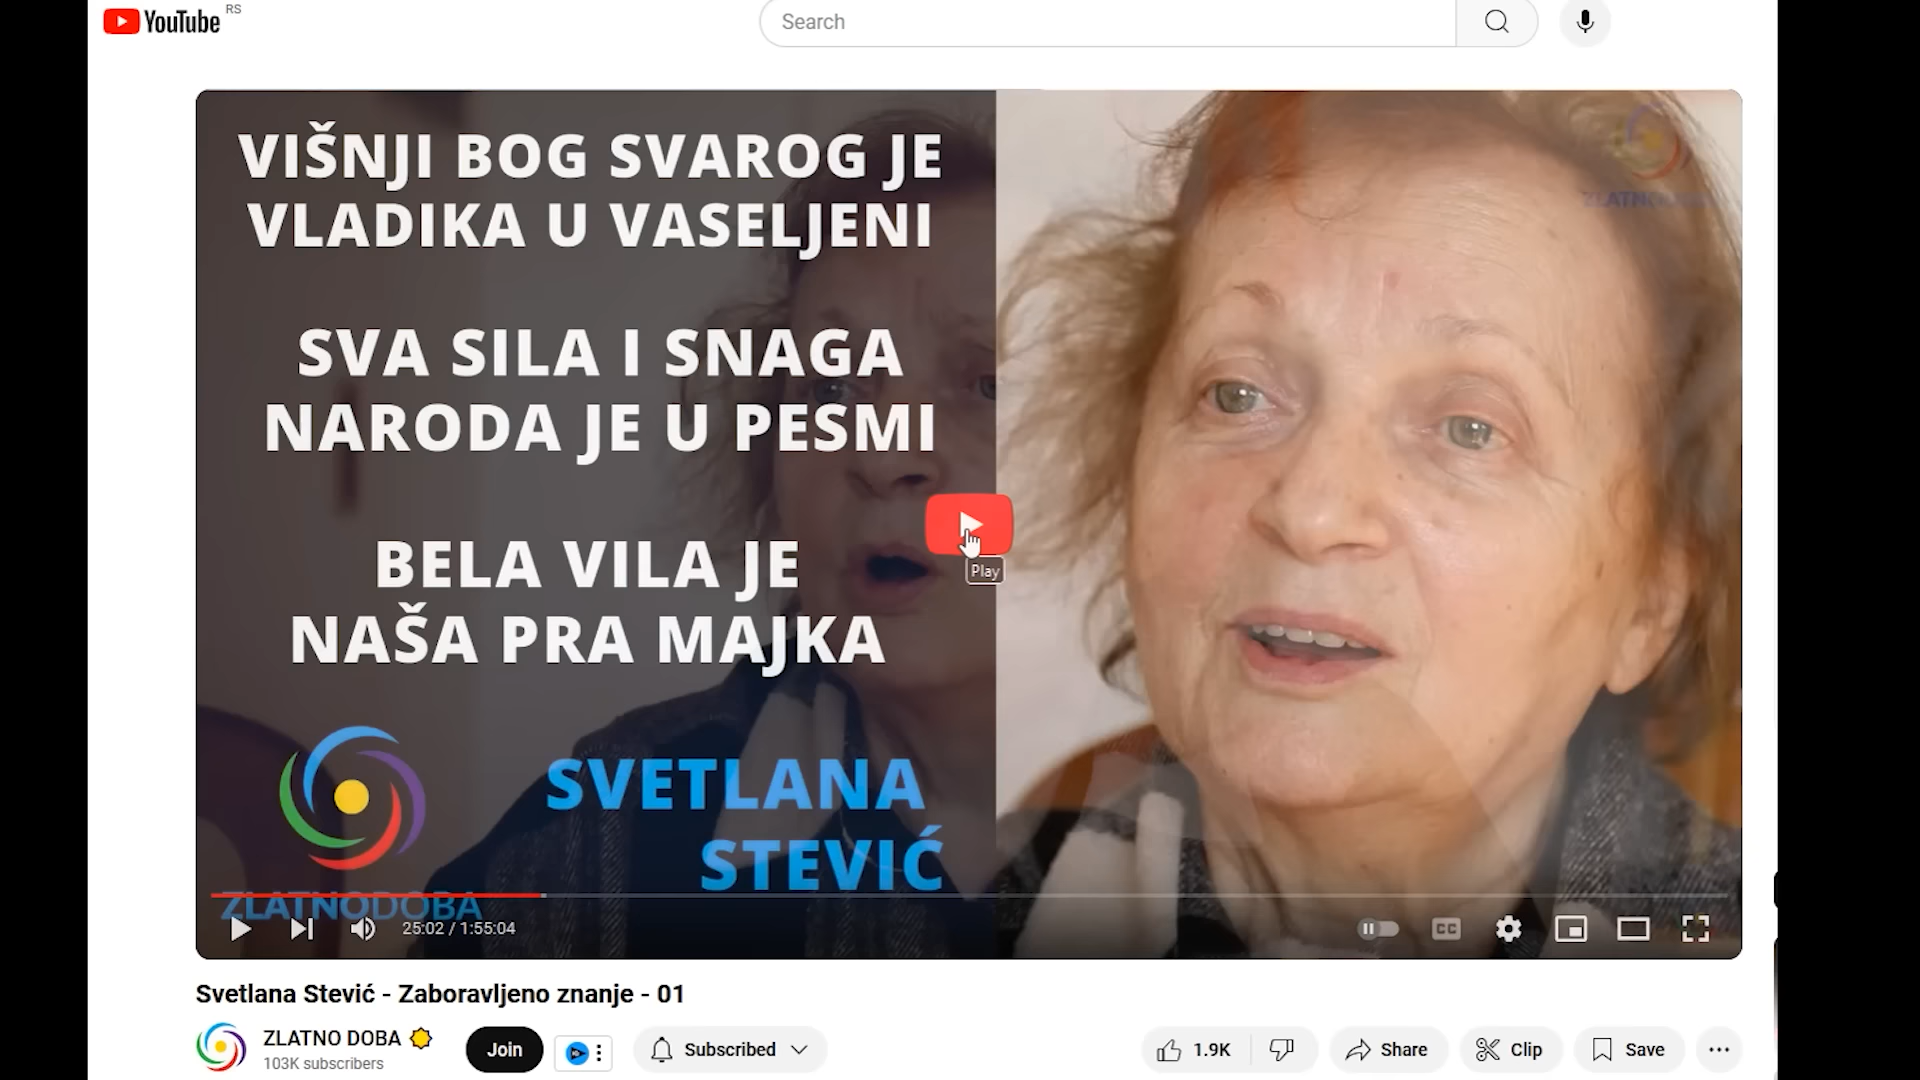 YouTube RS
Search
VIŠNJI BOG SVAROG JE
VLADIKA U VASELJENI
SVA SILA I SNAGA
NARODA JE U PESMI
BELA VILA JE
NAŠA PRA MAJKA
SVETLANA
STEVIĆ
ZLATNODOBA
ZLATNODOBA
Play
25:02 / 1:55:04
CC
Svetlana Stević - Zaboravljeno znanje - 01
ZLATNO DOBA
103K subscribers
Join
Subscribed
1.9K
Share
Clip
Save